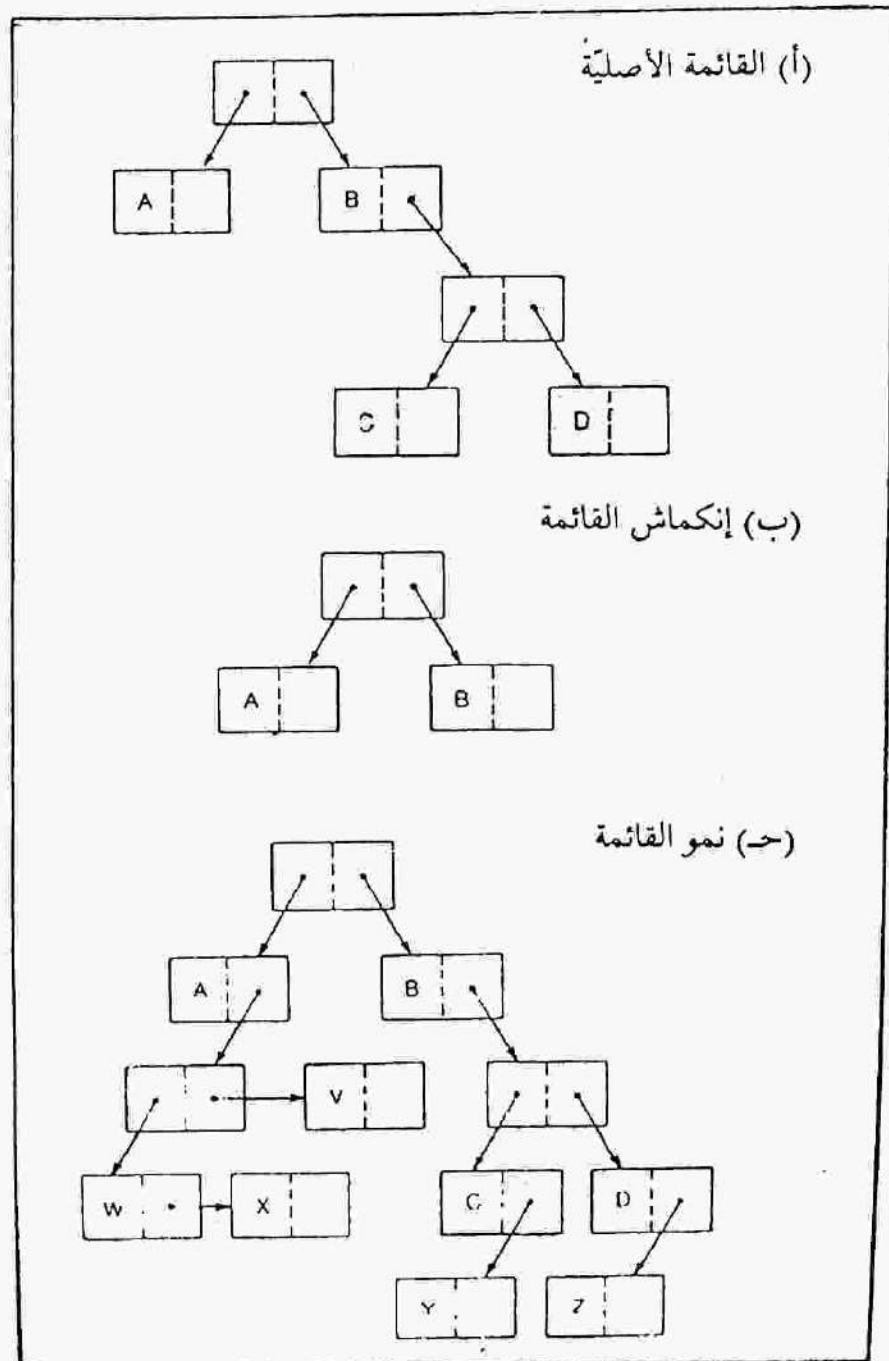 (أ) القائمة الأصليّة
A B
C D
(ب) إنكماش القائمة
A B
(حـ) نمو القائمة
A B
V
W X C D
Y Z